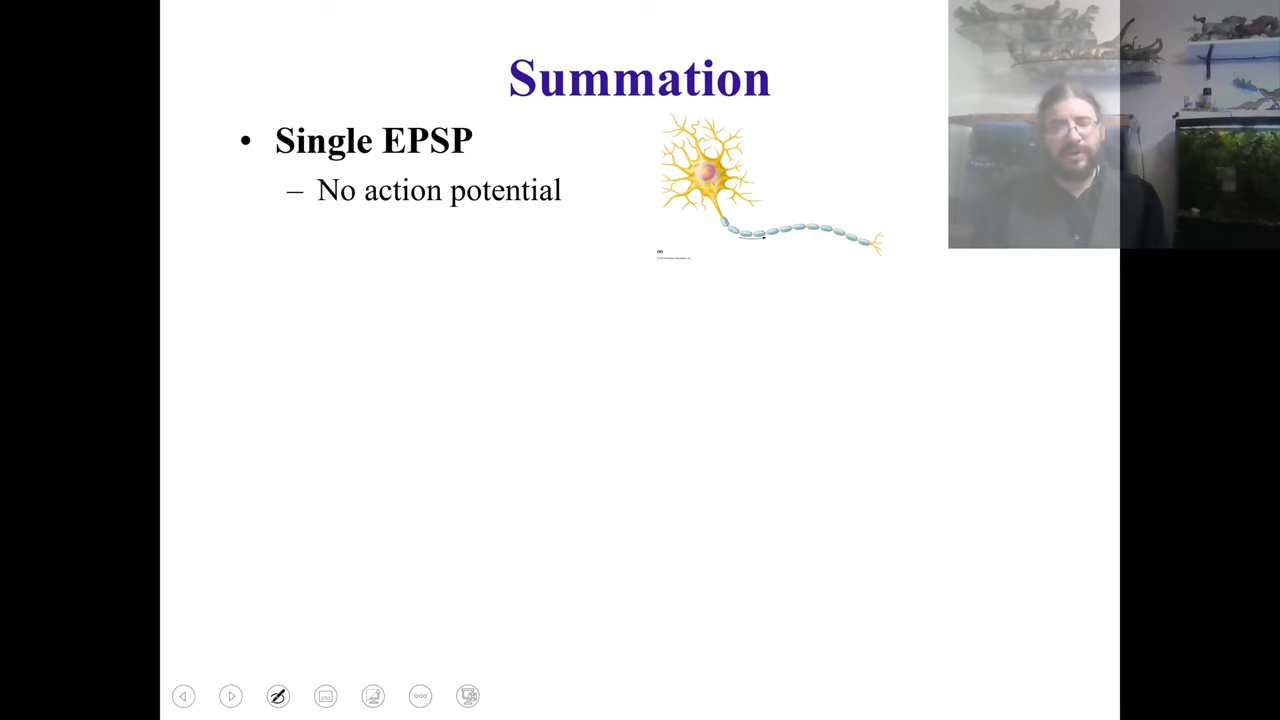 Summation
• Single EPSP
– No action potential
(a)